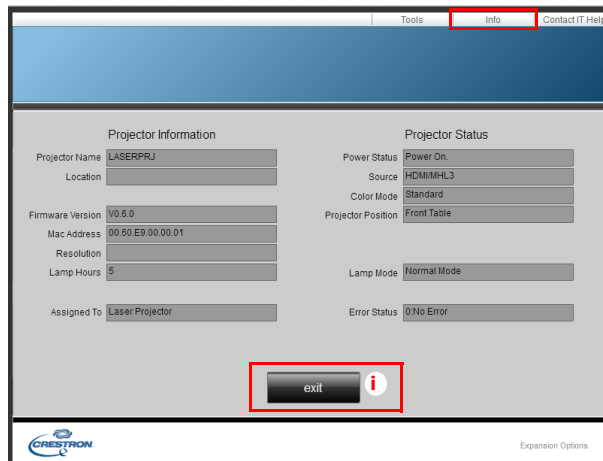 Tools Info Contact IT Help
Projector Information Projector Status
Projector Name LASERPRJ
Location
Firmware Version V0.6.0
Mac Address 00.60.E9.00.00.01
Resolution
Lamp Hours 5
Assigned To Laser Projector
Power Status Power On.
Source HDMI/MHL3
Color Mode Standard
Projector Position Front Table
Lamp Mode Normal Mode
Error Status 0:No Error
exit i
CRESTRON
Expansion Options